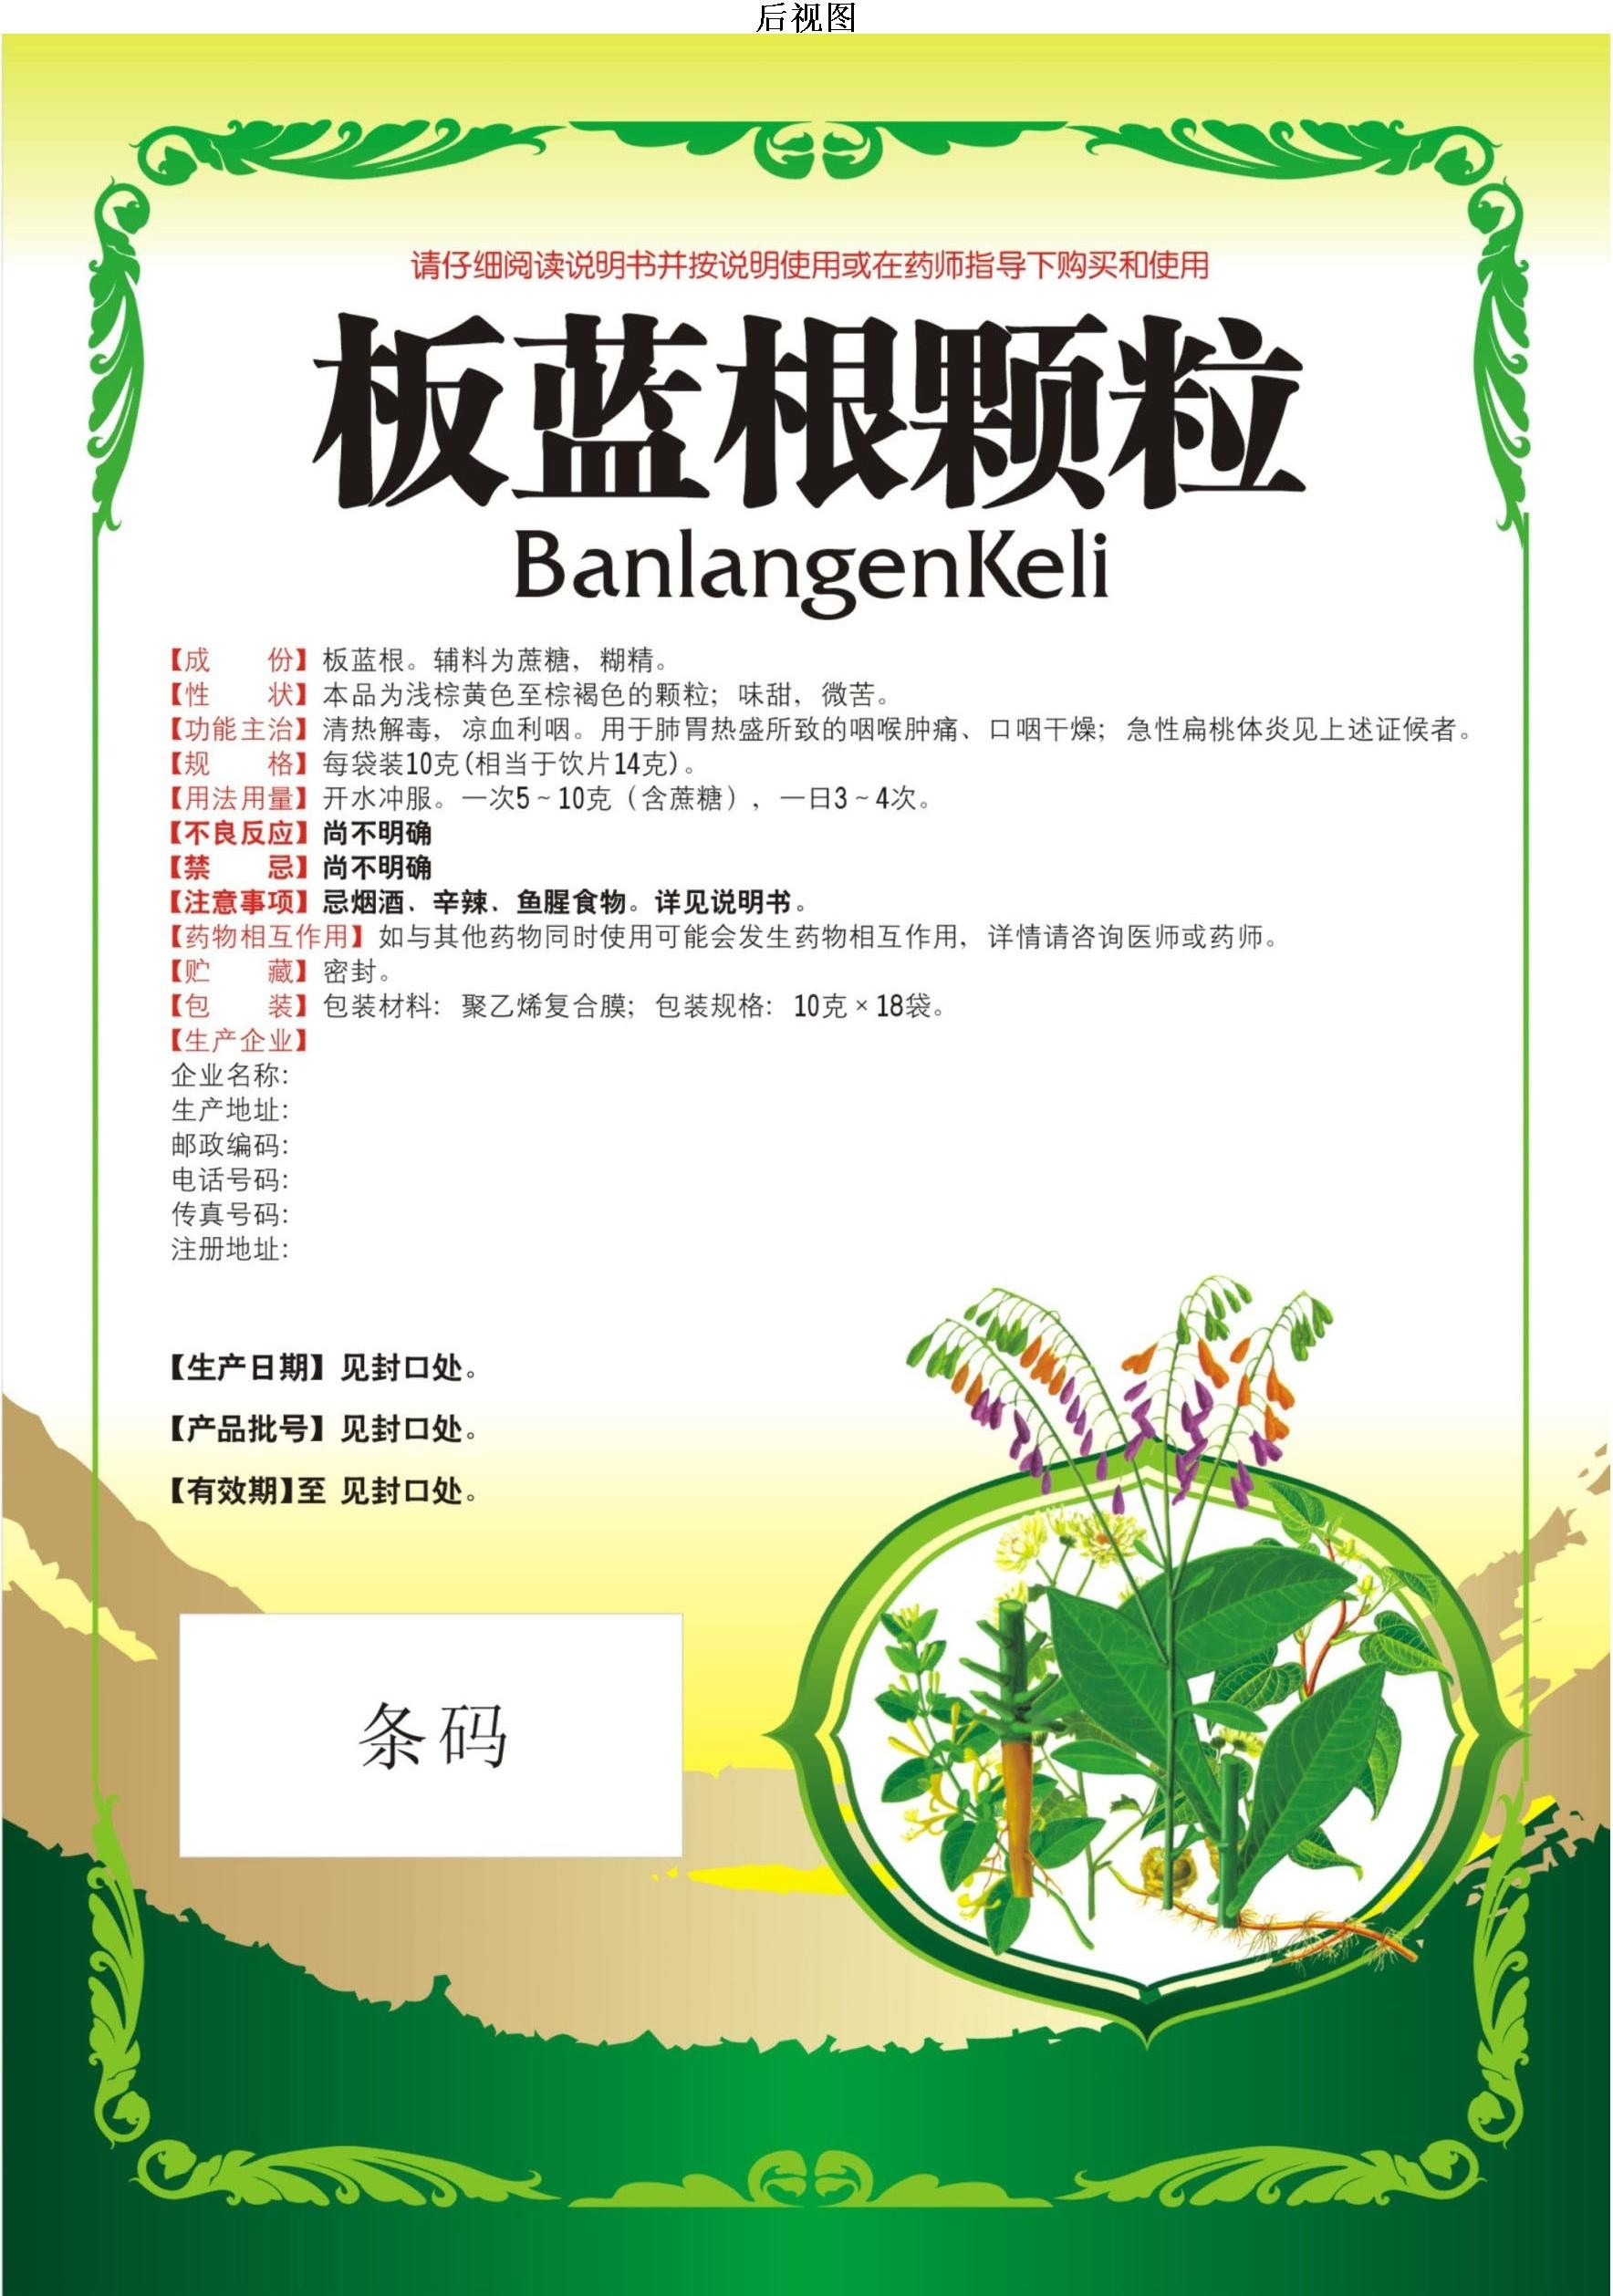 后视图
请仔细阅读说明书并按说明使用或在药师指导下购买和使用
板蓝根颗粒
BanlangenKeli
【成 份】板蓝根。辅料为蔗糖，糊精。
【性 状】本品为浅棕黄色至棕褐色的颗粒；味甜，微苦。
【功能主治】清热解毒，凉血利咽。用于肺胃热盛所致的咽喉肿痛、口咽干燥；急性扁桃体炎见上述证候者。
【规 格】每袋装10克(相当于饮片14克)。
【用法用量】开水冲服。一次5～10克（含蔗糖），一日3～4次。
【不良反应】尚不明确
【禁 忌】尚不明确
【注意事项】忌烟酒、辛辣、鱼腥食物。详见说明书。
【药物相互作用】如与其他药物同时使用可能会发生药物相互作用，详情请咨询医师或药师。
【贮 藏】密封。
【包 装】包装材料：聚乙烯复合膜；包装规格：10克×18袋。
【生产企业】
企业名称:
生产地址:
邮政编码:
电话号码:
传真号码:
注册地址:
【生产日期】见封口处。
【产品批号】见封口处。
【有效期】至 见封口处。
条码